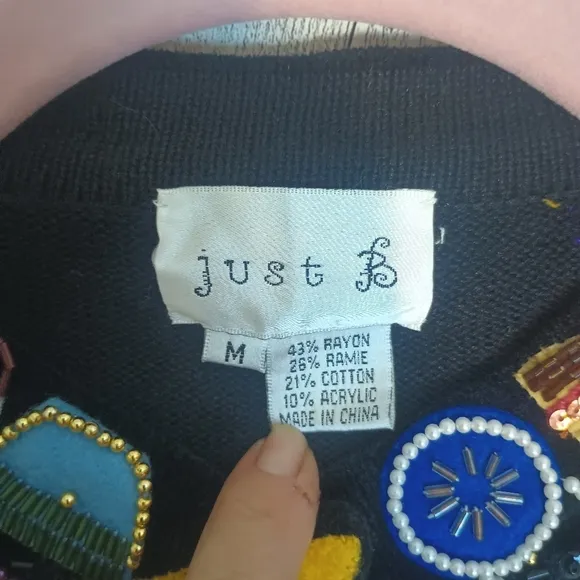 just B
M
43% RAYON
26% RAMIE
21% COTTON
10% ACRYLIC
MADE IN CHINA